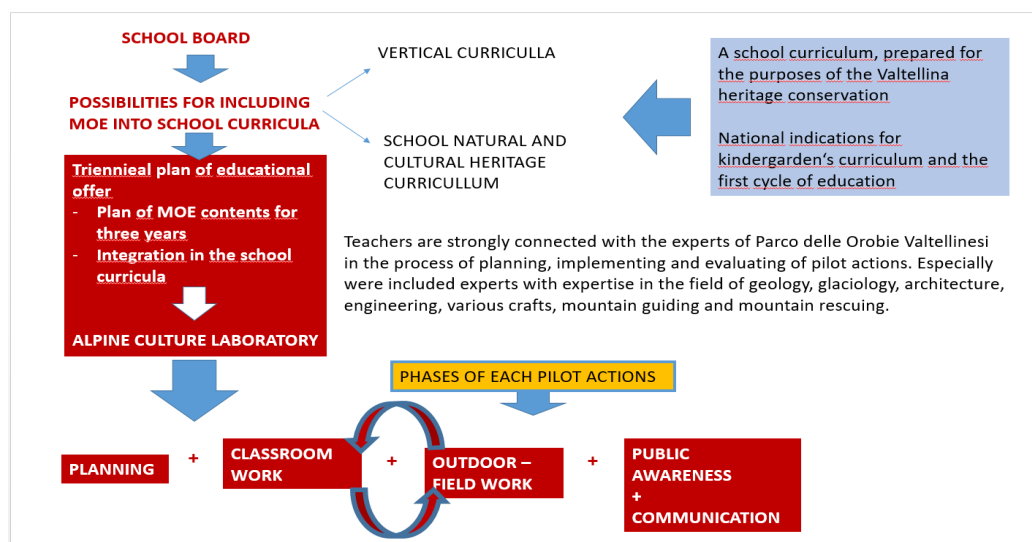 SCHOOL BOARD
POSSIBILITIES FOR INCLUDING
MOE INTO SCHOOL CURRICULA
VERTICAL CURRICULLA
SCHOOL NATURAL AND
CULTURAL HERITAGE
CURRICULLUM
A school curriculum, prepared for
the purposes of the Valtellina
heritage conservation
National indications for
kindergarden‘s curriculum and the
first cycle of education
Triennieal plan of educational
offer
- Plan of MOE contents for
three years
- Integration in the school
curricula
ALPINE CULTURE LABORATORY
Teachers are strongly connected with the experts of Parco delle Orobie Valtellinesi
in the process of planning, implementing and evaluating of pilot actions. Especially
were included experts with expertise in the field of geology, glaciology, architecture,
engineering, various crafts, mountain guiding and mountain rescuing.
PHASES OF EACH PILOT ACTIONS
PLANNING
+
CLASSROOM
WORK
+
OUTDOOR –
FIELD WORK
+
PUBLIC
AWARENESS
+
COMMUNICATION